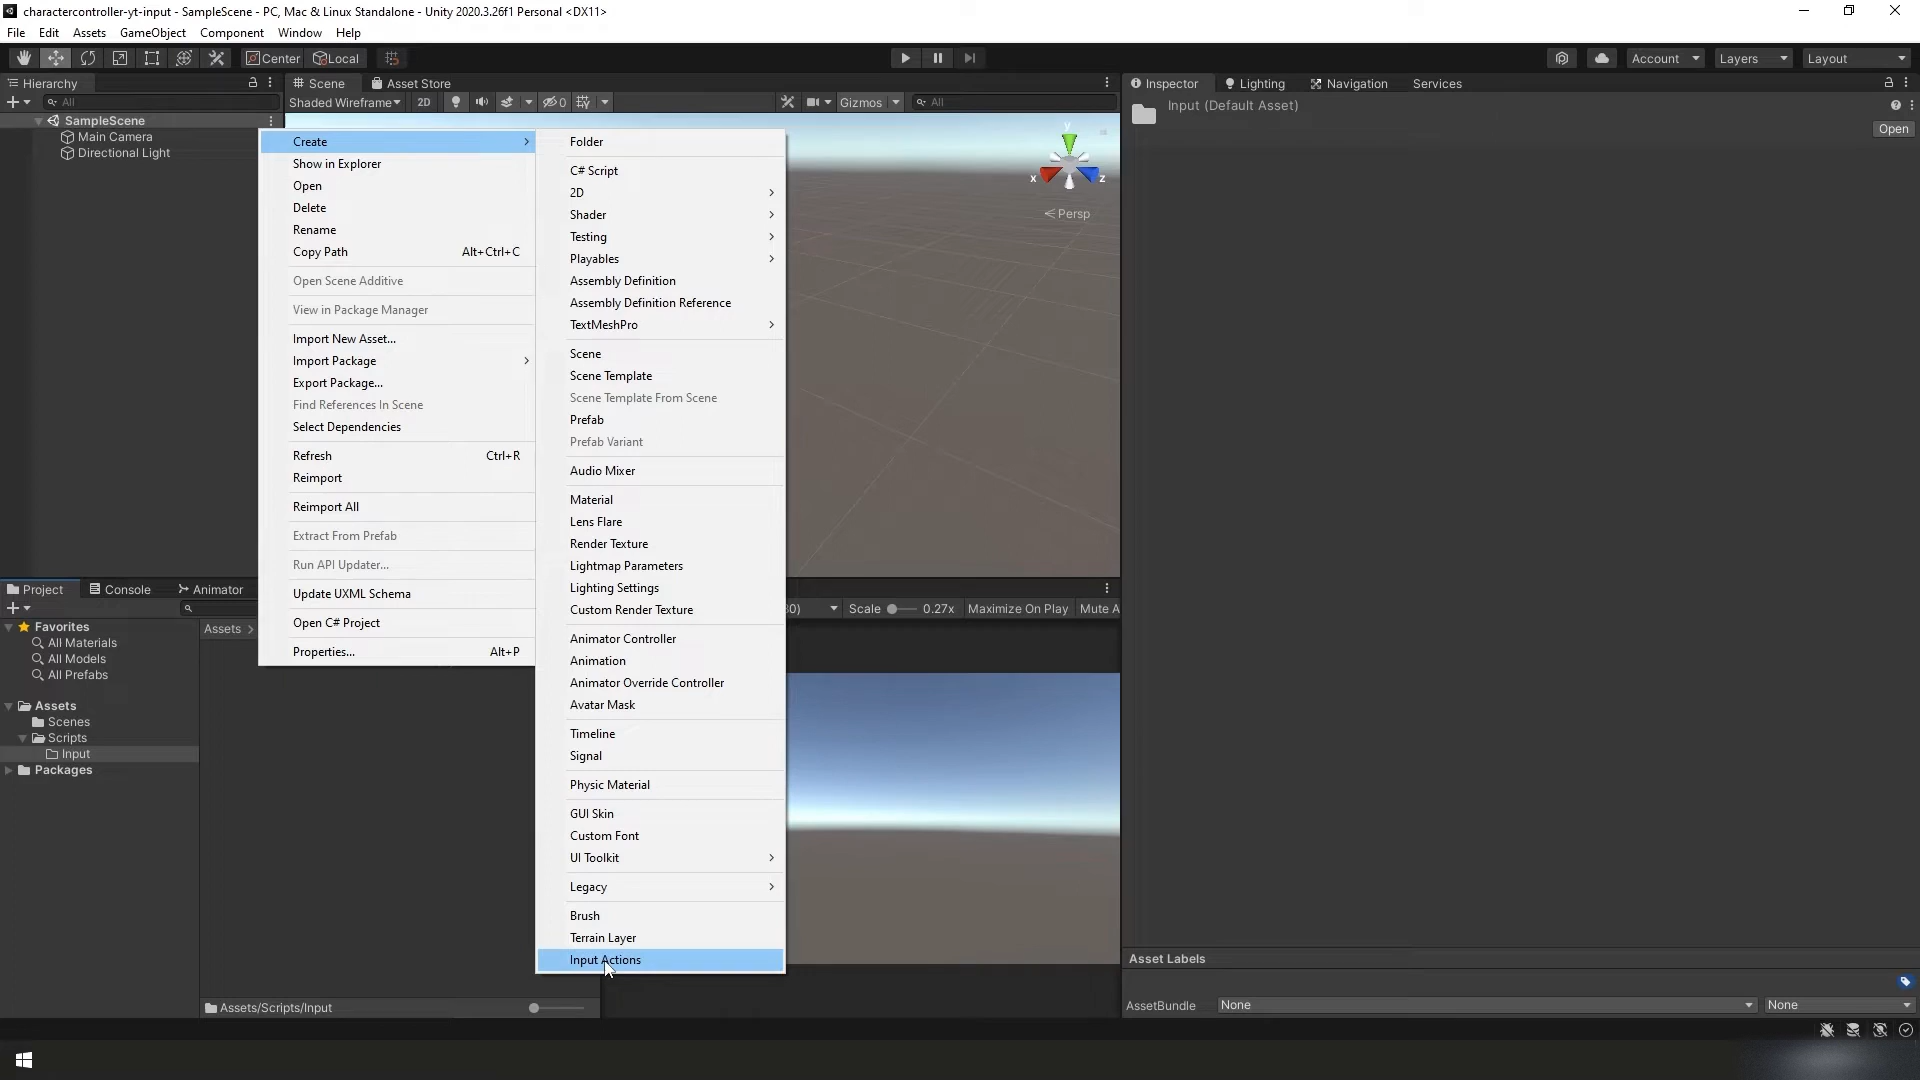 charactercontroller-yt-input - SampleScene - PC, Mac & Linux Standalone - Unity 2020.3.26f1 Personal <DX11>
File Edit Assets GameObject Component Window Help
Center Local Account Layers Layout
Hierarchy Scene Asset Store Inspector Lighting Navigation Services
All Shaded Wireframe 2D 0 Gizmos All
Input (Default Asset)
Open
SampleScene
Main Camera
Directional Light
Create
Show in Explorer
Open
Delete
Rename
Copy Path Alt+Ctrl+C
Open Scene Additive
View in Package Manager
Import New Asset...
Import Package
Export Package...
Find References In Scene
Select Dependencies
Refresh Ctrl+R
Reimport
Reimport All
Extract From Prefab
Run API Updater...
Update UXML Schema
Open C# Project
Properties... Alt+P
Folder
C# Script
2D
Shader
Testing
Playables
Assembly Definition
Assembly Definition Reference
TextMeshPro
Scene
Scene Template
Scene Template From Scene
Prefab
Prefab Variant
Audio Mixer
Material
Lens Flare
Render Texture
Lightmap Parameters
Lighting Settings
Custom Render Texture
Animator Controller
Animation
Animator Override Controller
Avatar Mask
Timeline
Signal
Physic Material
GUI Skin
Custom Font
UI Toolkit
Legacy
Brush
Terrain Layer
Input Actions
y
x z
< Persp
Project Console Animator
80) Scale 0.27x Maximize On Play Mute A
Favorites
All Materials
All Models
All Prefabs
Assets
Scenes
Scripts
Input
Packages
Assets >
Assets/Scripts/Input
Asset Labels
AssetBundle None None